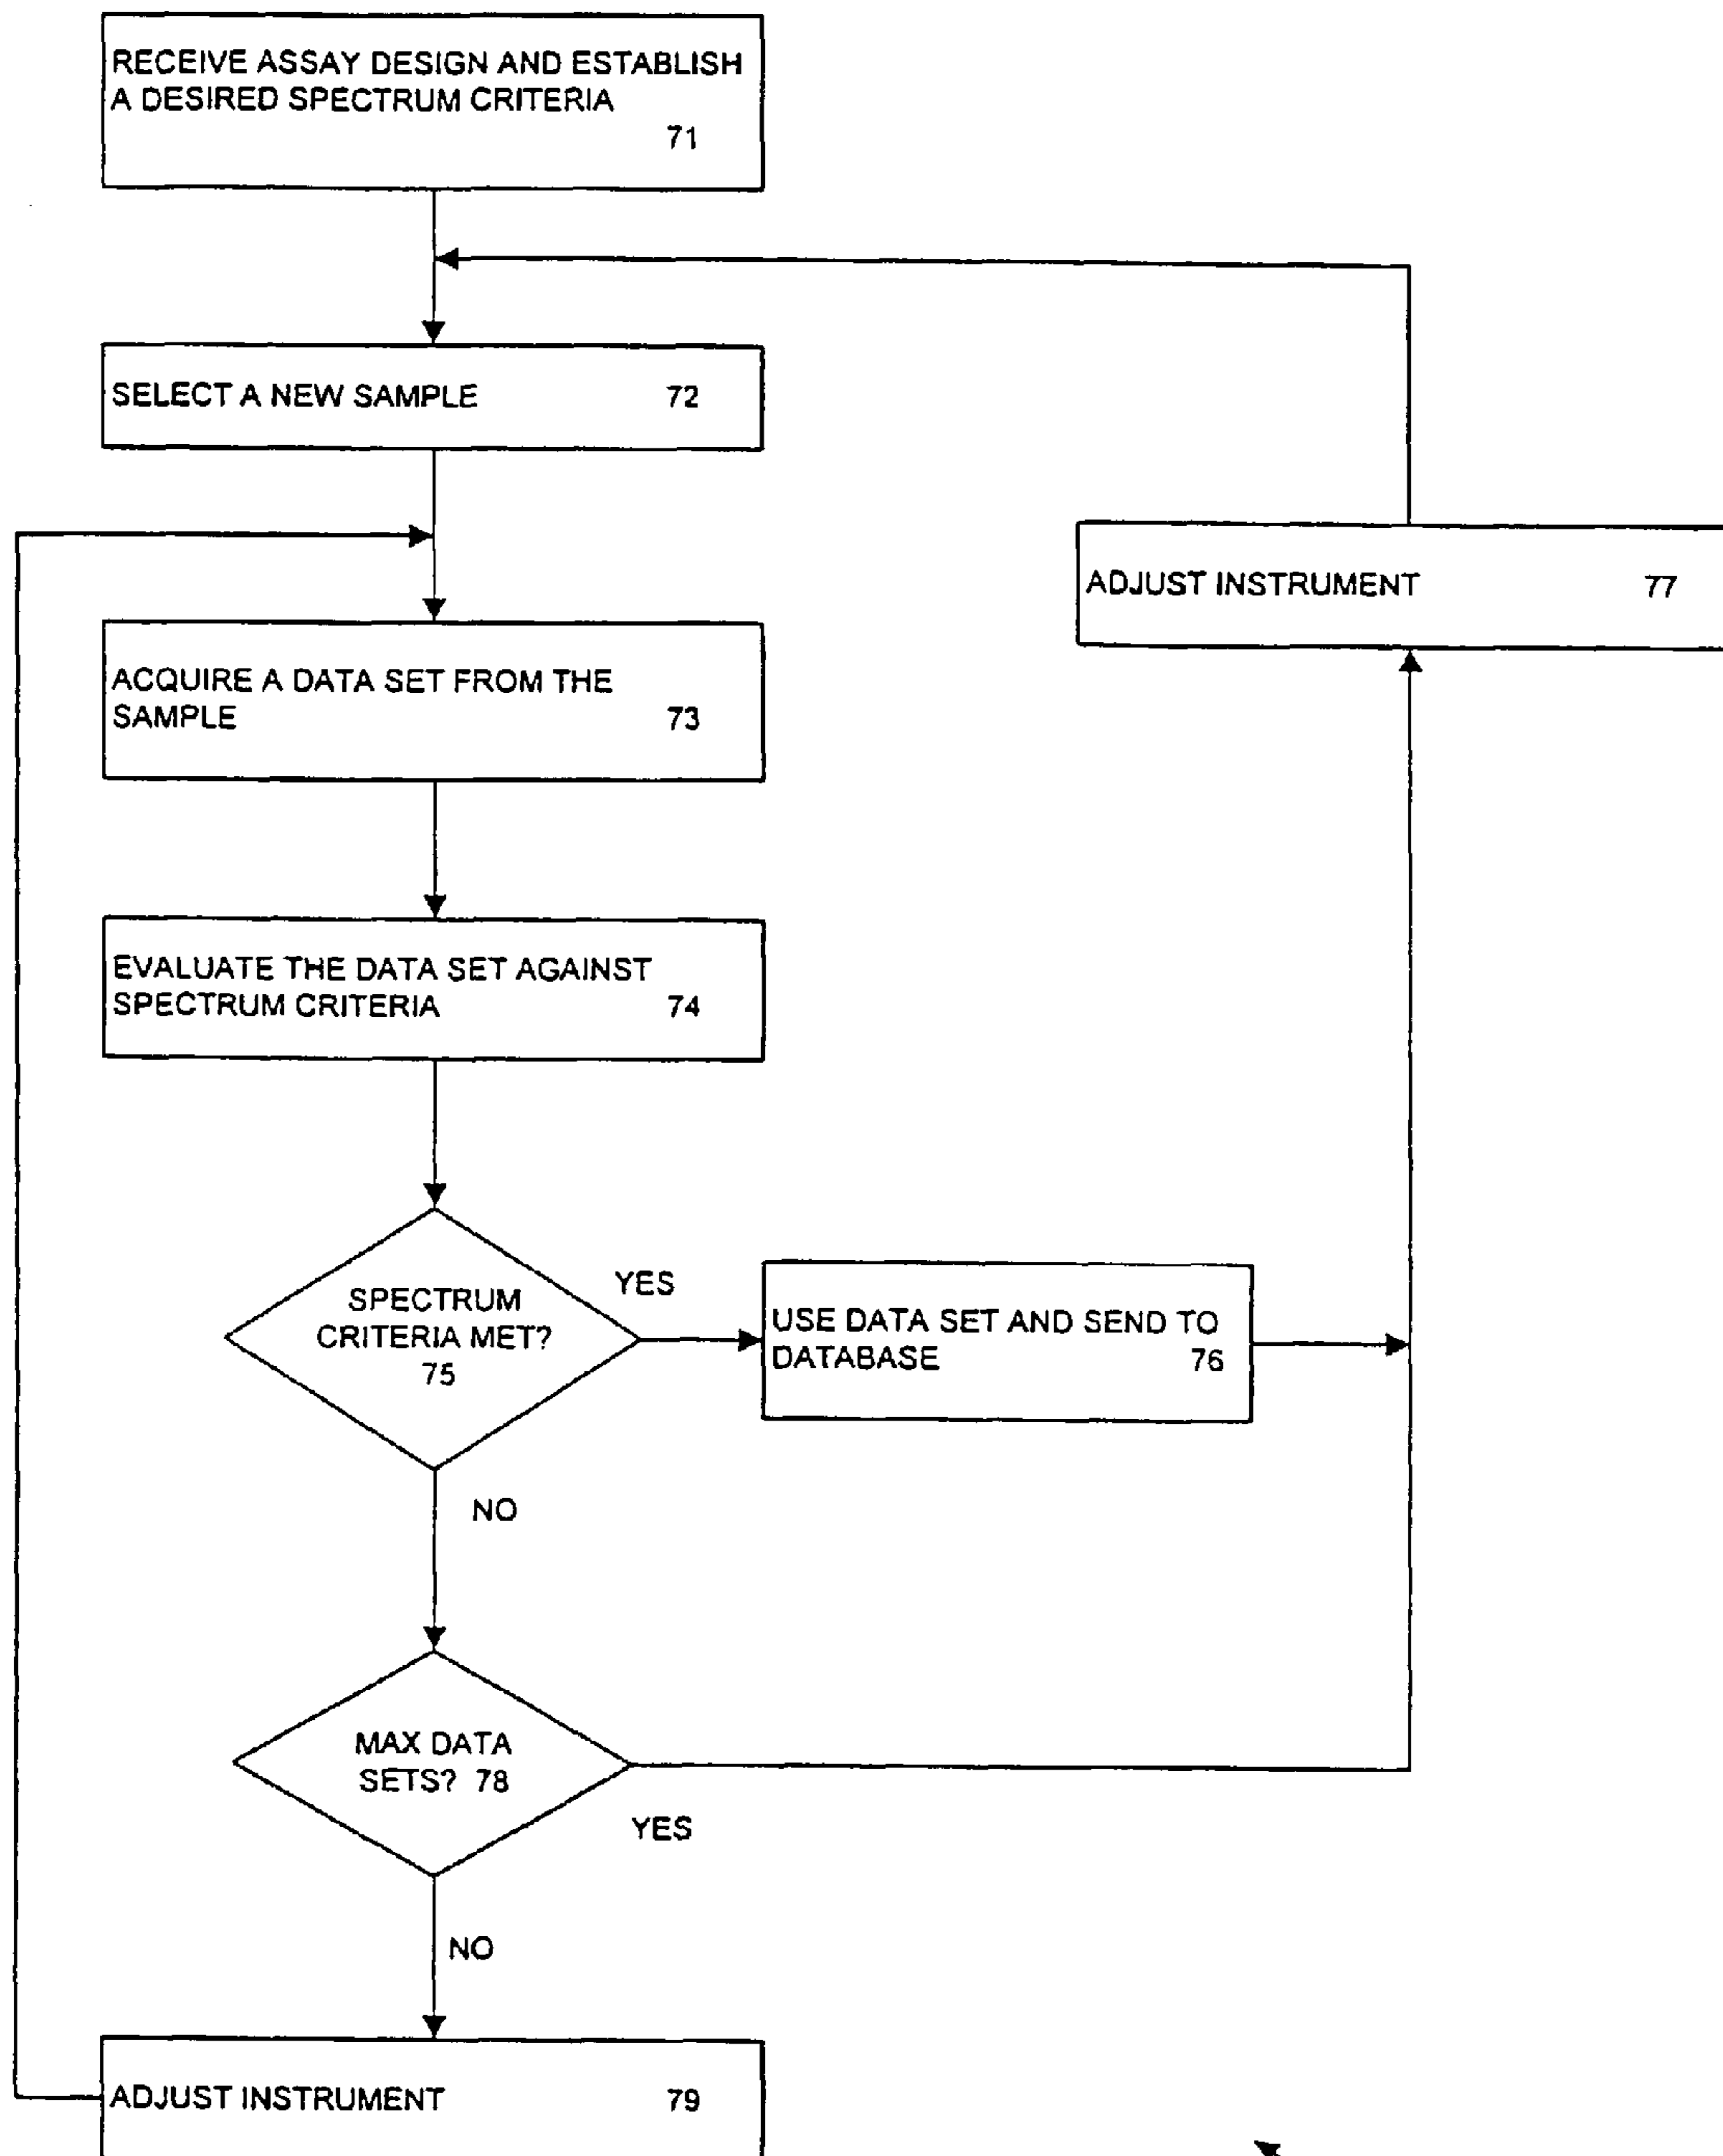 RECEIVE ASSAY DESIGN AND ESTABLISH
A DESIRED SPECTRUM CRITERIA
71
SELECT A NEW SAMPLE 72
ADJUST INSTRUMENT 77
ACQUIRE A DATA SET FROM THE
SAMPLE 73
EVALUATE THE DATA SET AGAINST
SPECTRUM CRITERIA 74
SPECTRUM
CRITERIA MET?
75
YES
USE DATA SET AND SEND TO
DATABASE 76
NO
MAX DATA
SETS? 78
YES
NO
ADJUST INSTRUMENT 79